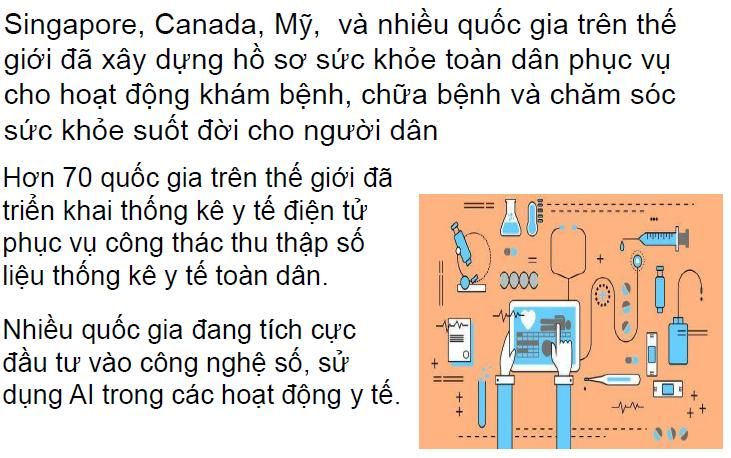 Singapore, Canada, Mỹ, và nhiều quốc gia trên thế
giới đã xây dựng hồ sơ sức khỏe toàn dân phục vụ
cho hoạt động khám bệnh, chữa bệnh và chăm sóc
sức khỏe suốt đời cho người dân
Hơn 70 quốc gia trên thế giới đã
triển khai thống kê y tế điện tử
phục vụ công thác thu thập số
liệu thống kê y tế toàn dân.
Nhiều quốc gia đang tích cực
đầu tư vào công nghệ số, sử
dụng AI trong các hoạt động y tế.